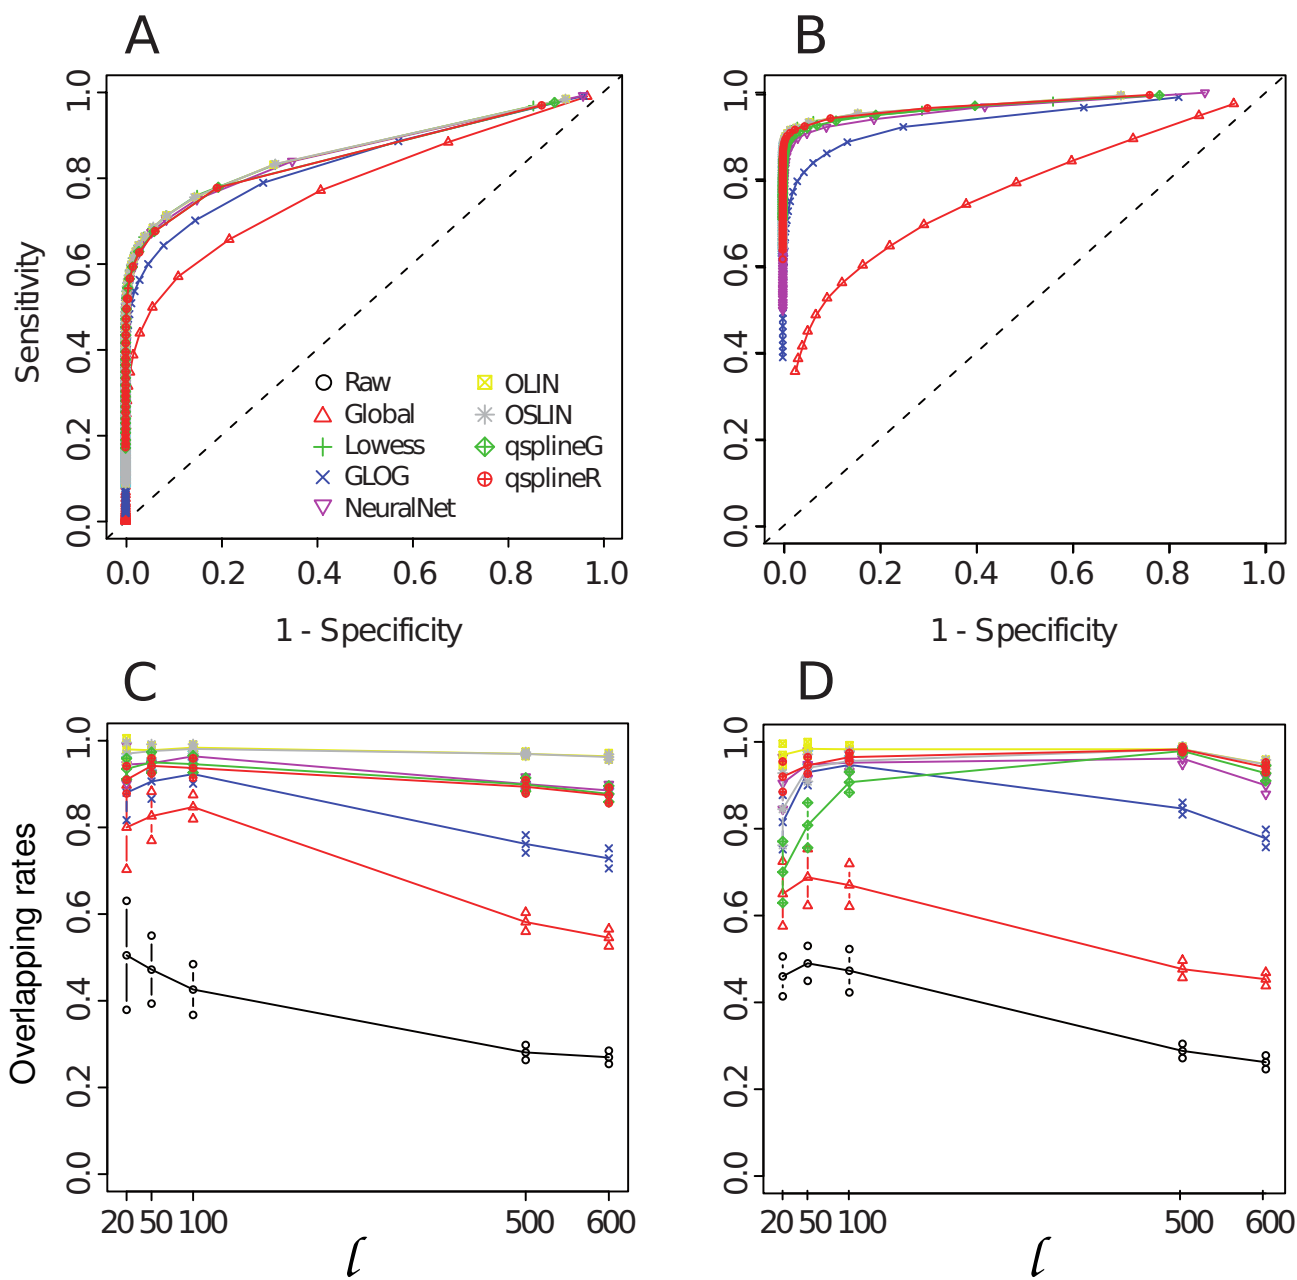 A
B
1.0
0.8
0.6
0.4
0.2
0.0
Sensitivity
0.0 0.2 0.4 0.6 0.8 1.0
1 - Specificity
Raw
Global
Lowess
GLOG
NeuralNet
OLIN
OSLIN
qsplineG
qsplineR
1.0
0.8
0.6
0.4
0.2
0.0
0.0 0.2 0.4 0.6 0.8 1.0
1 - Specificity
C
D
1.0
0.8
0.6
0.4
0.2
0.0
Overlapping rates
20 50 100 500 600
l
1.0
0.8
0.6
0.4
0.2
0.0
20 50 100 500 600
l